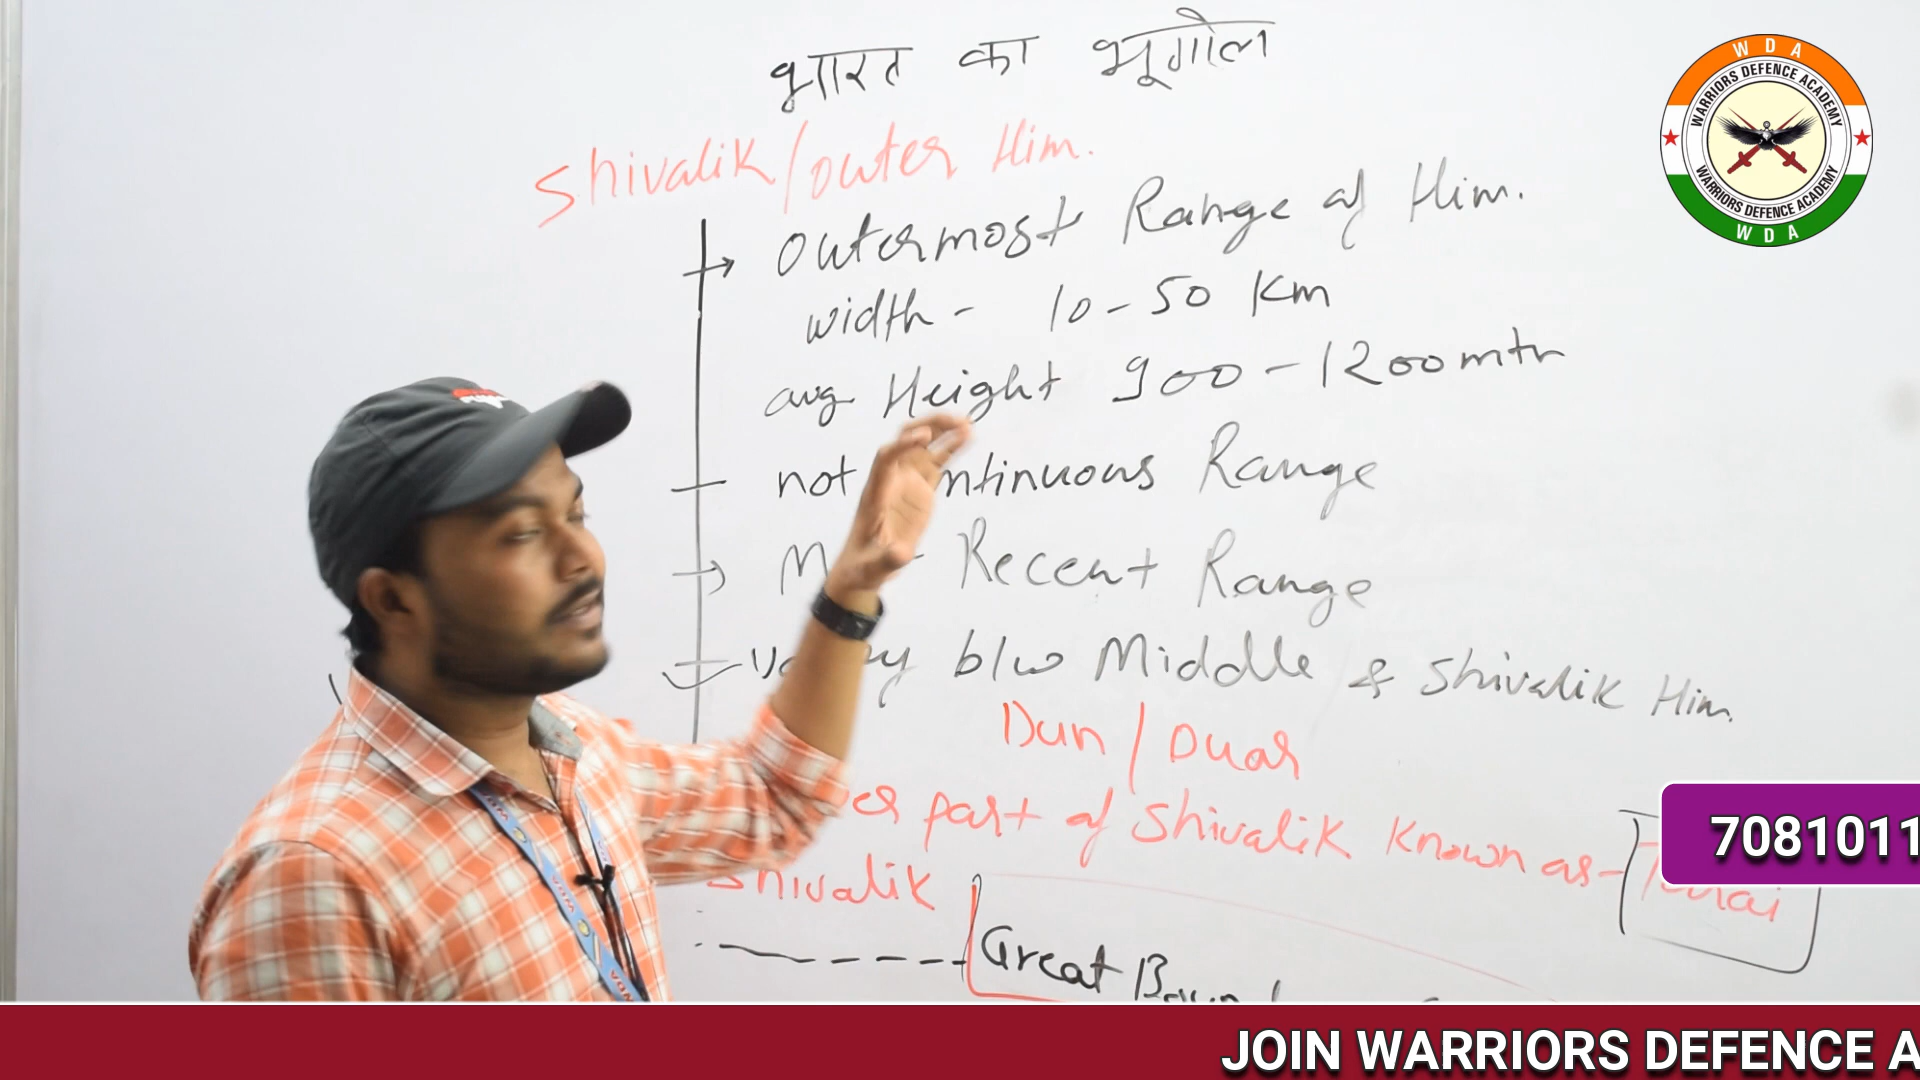 भारत का भूगोल
Shivalik/outer Him.
outermost Range of Him.
width - 10-50 Km
avg. Height 900-1200 mtr
not Range
Recent Range
b/w Middle & Shivalik Him.
Dun / Duar
part of Shivalik Known as-
Shivalik
Great
W D A
WARRIORS DEFENCE ACADEMY
WARRIORS DEFENCE ACADEMY
W D A
7081011
JOIN WARRIORS DEFENCE A